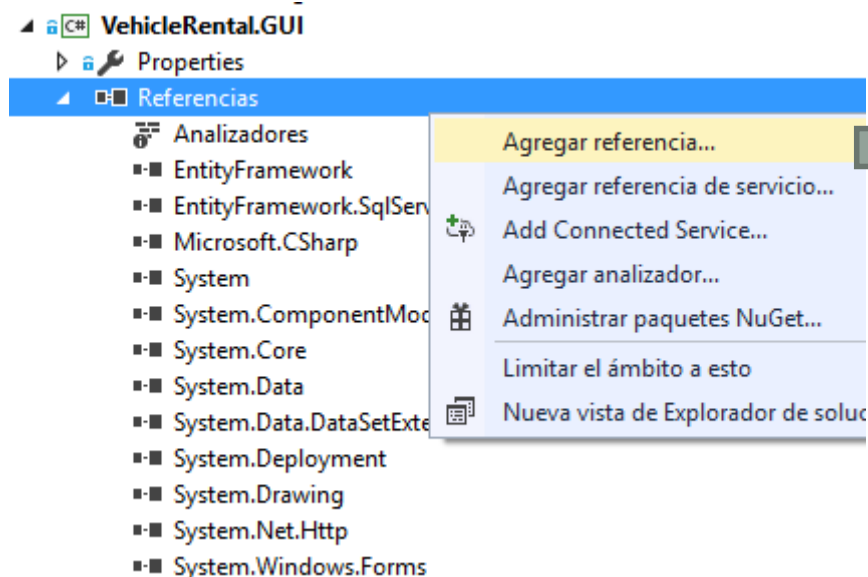 C# VehicleRental.GUI
Properties
Referencias
Analizadores
EntityFramework
EntityFramework.SqlServ
Microsoft.CSharp
System
System.ComponentMod
System.Core
System.Data
System.Data.DataSetExte
System.Deployment
System.Drawing
System.Net.Http
System.Windows.Forms
Agregar referencia...
Agregar referencia de servicio...
Add Connected Service...
Agregar analizador...
Administrar paquetes NuGet...
Limitar el ámbito a esto
Nueva vista de Explorador de soluc